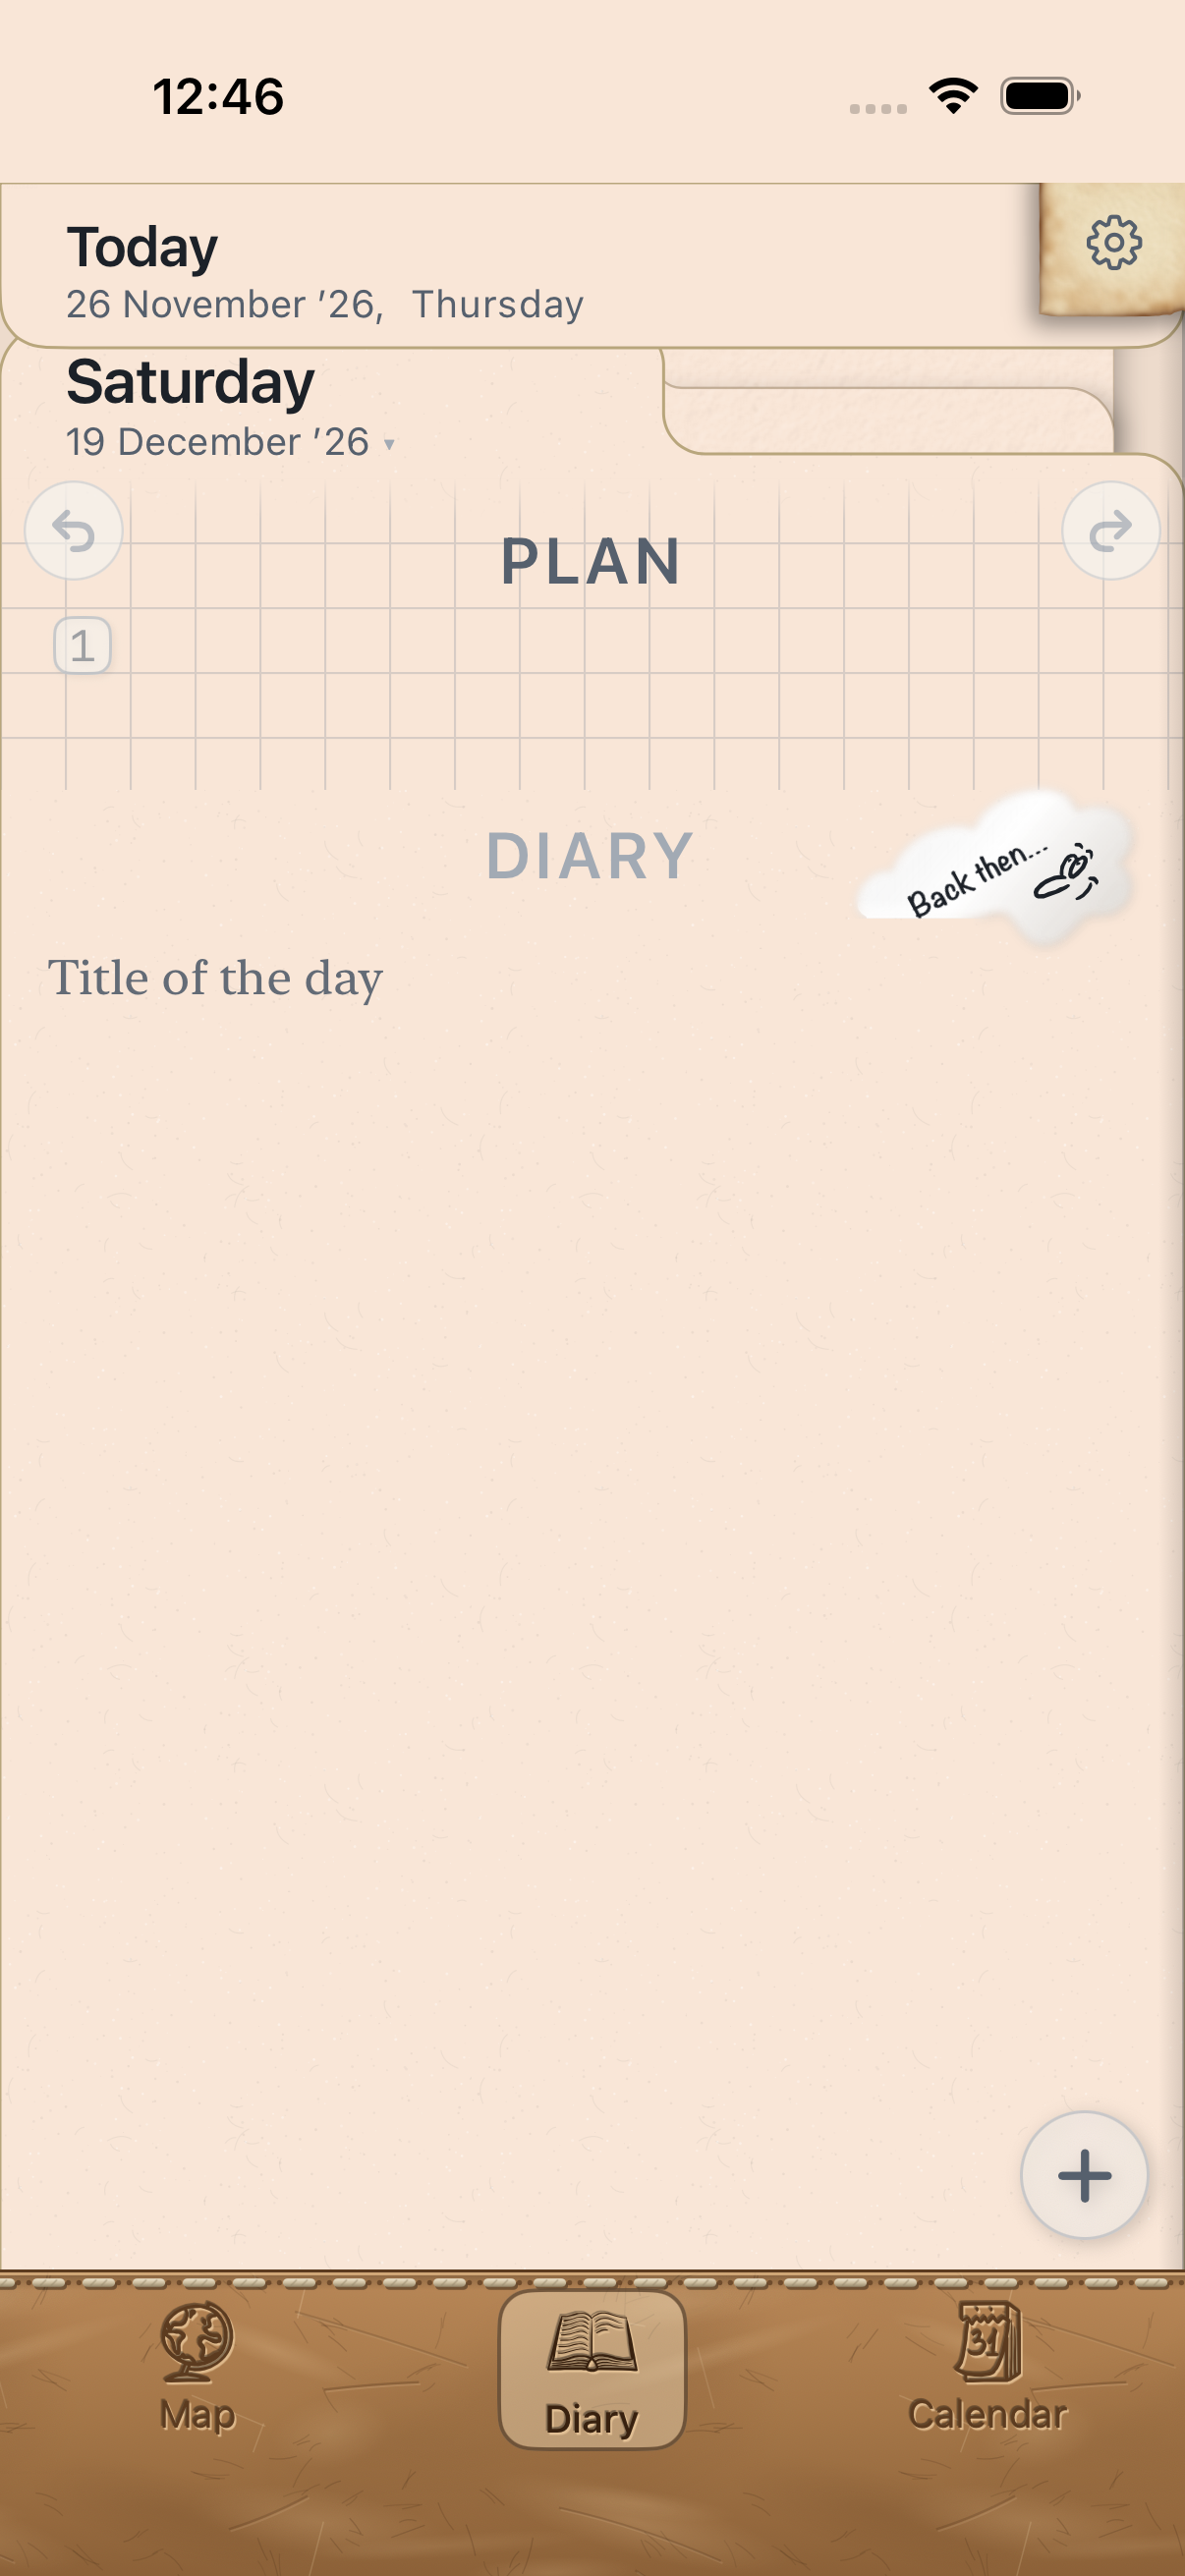 12:46
Today
26 November ’26, Thursday
Saturday
19 December ’26 ▾
PLAN
1
DIARY
Back then...
Title of the day
31
Map
Diary
Calendar